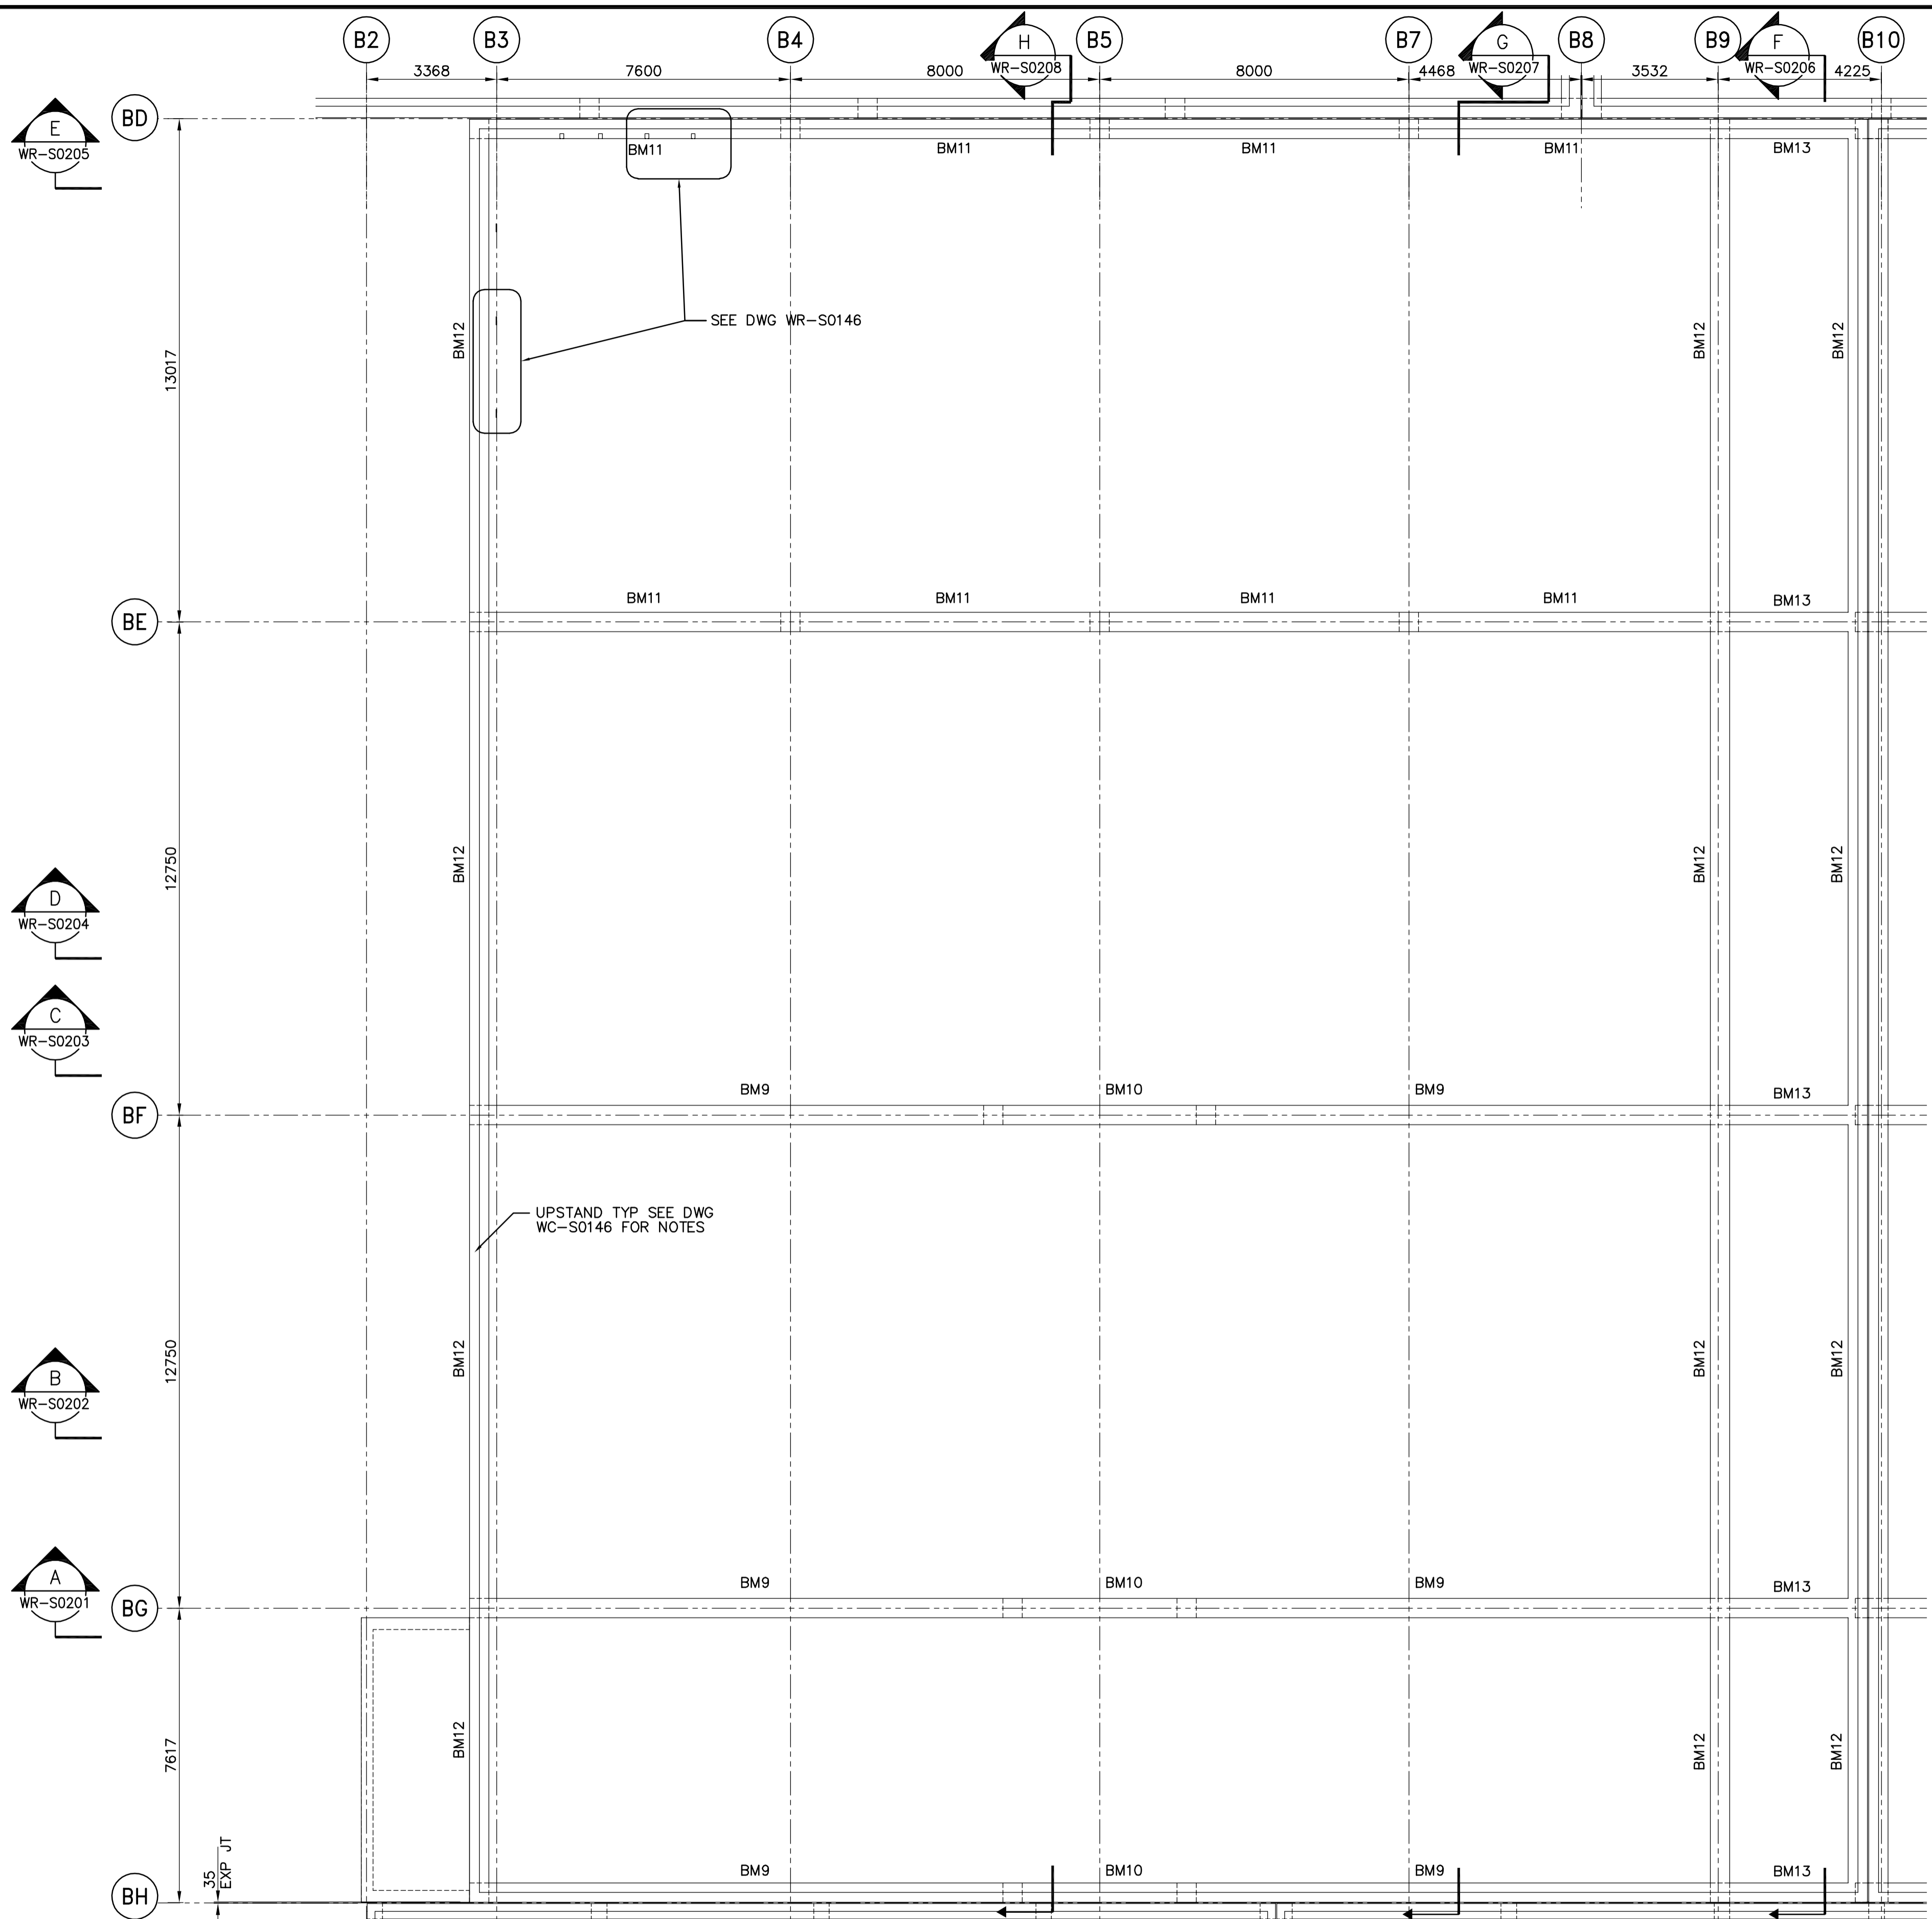 B2 B3 B4 H B5 B7 G B8 B9 F B10
WR-S0208 WR-S0207 WR-S0206
3368 7600 8000 8000 4468 3532 4225
BD
E
WR-S0205
BM11 BM11 BM11 BM11 BM13
SEE DWG WR-S0146
13017
BM12 BM12 BM12
BM11 BM11 BM11 BM11 BM13
BE
12750
BM12 BM12 BM12
D
WR-S0204
C
WR-S0203
BM9 BM10 BM9 BM13
BF
UPSTAND TYP SEE DWG
WC-S0146 FOR NOTES
12750
BM12 BM12 BM12
B
WR-S0202
A
WR-S0201
BM9 BM10 BM9 BM13
BG
7617
BM12 BM12 BM12
35
EXP JT
BM9 BM10 BM9 BM13
BH